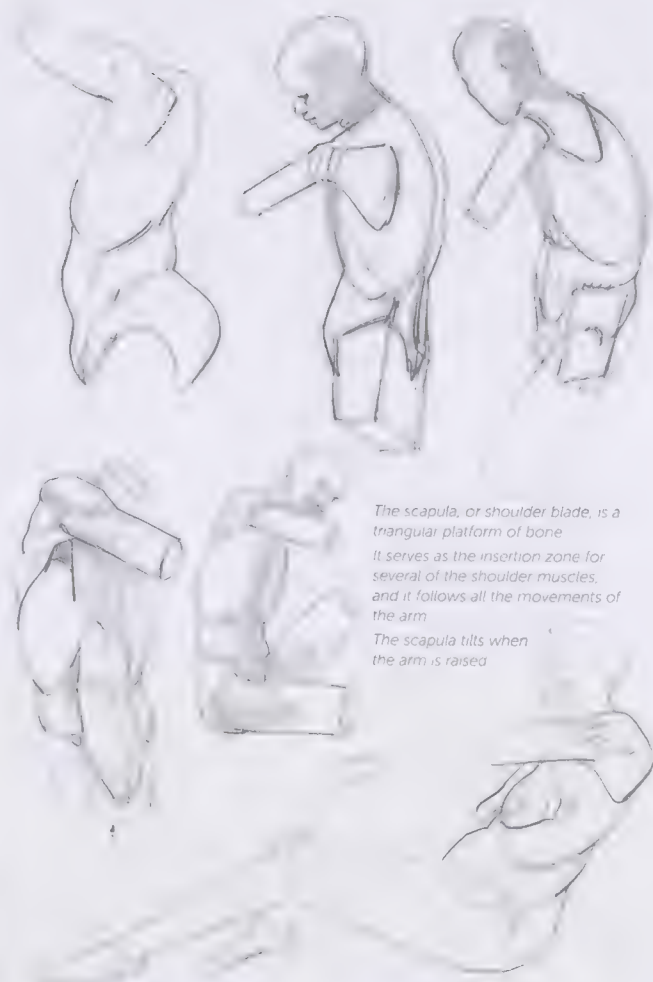 The scapula, or shoulder blade, is a
triangular platform of bone
It serves as the insertion zone for
several of the shoulder muscles,
and it follows all the movements of
the arm
The scapula tilts when
the arm is raised